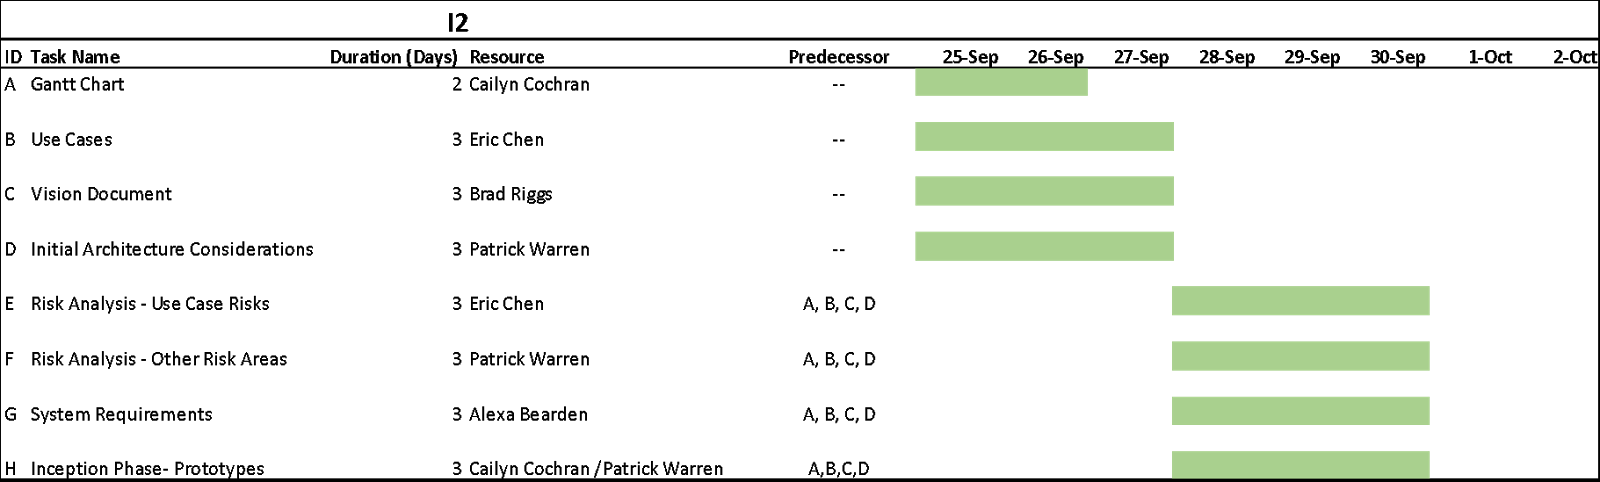 I2
ID Task Name Duration (Days) Resource Predecessor 25-Sep 26-Sep 27-Sep 28-Sep 29-Sep 30-Sep 1-Oct 2-Oct
A Gantt Chart 2 Cailyn Cochran --
B Use Cases 3 Eric Chen --
C Vision Document 3 Brad Riggs --
D Initial Architecture Considerations 3 Patrick Warren --
E Risk Analysis - Use Case Risks 3 Eric Chen A, B, C, D
F Risk Analysis - Other Risk Areas 3 Patrick Warren A, B, C, D
G System Requirements 3 Alexa Bearden A, B, C, D
H Inception Phase- Prototypes 3 Cailyn Cochran /Patrick Warren A,B,C,D